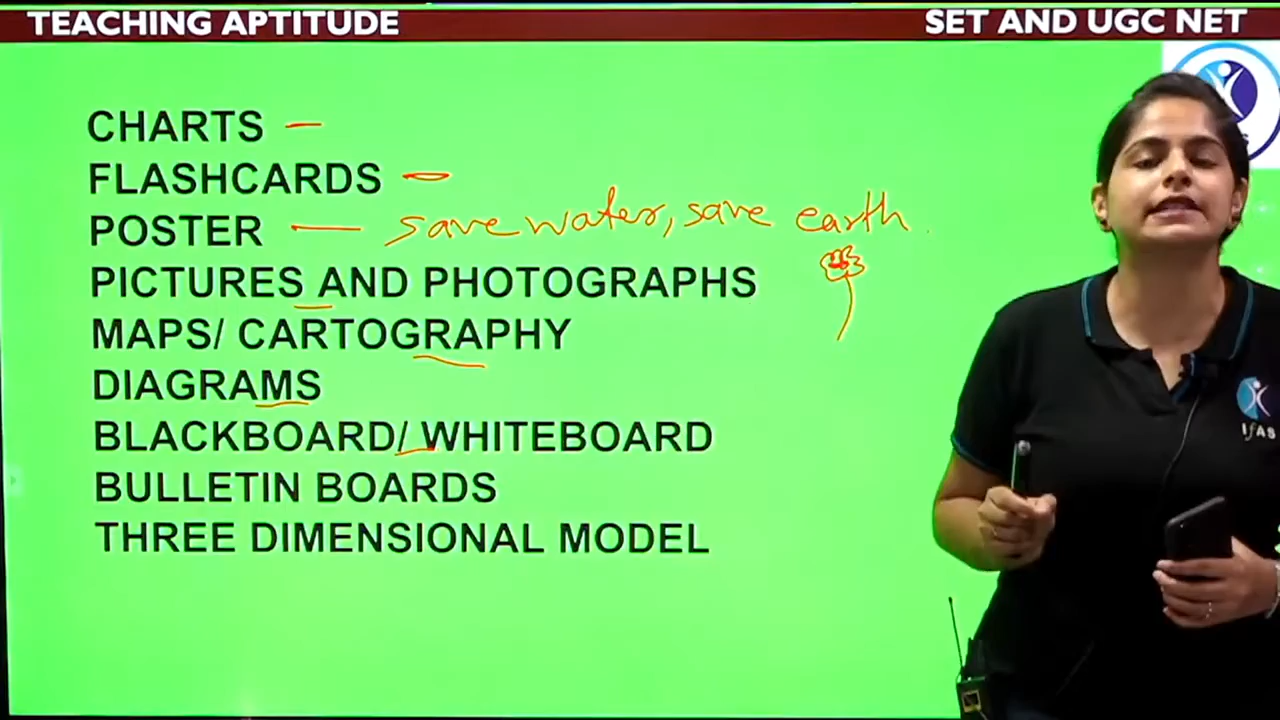 TEACHING APTITUDE
SET AND UGC NET
CHARTS –
FLASHCARDS –
POSTER — save water, save earth.
PICTURES AND PHOTOGRAPHS
MAPS/ CARTOGRAPHY
DIAGRAMS
BLACKBOARD/ WHITEBOARD
BULLETIN BOARDS
THREE DIMENSIONAL MODEL
IFAS